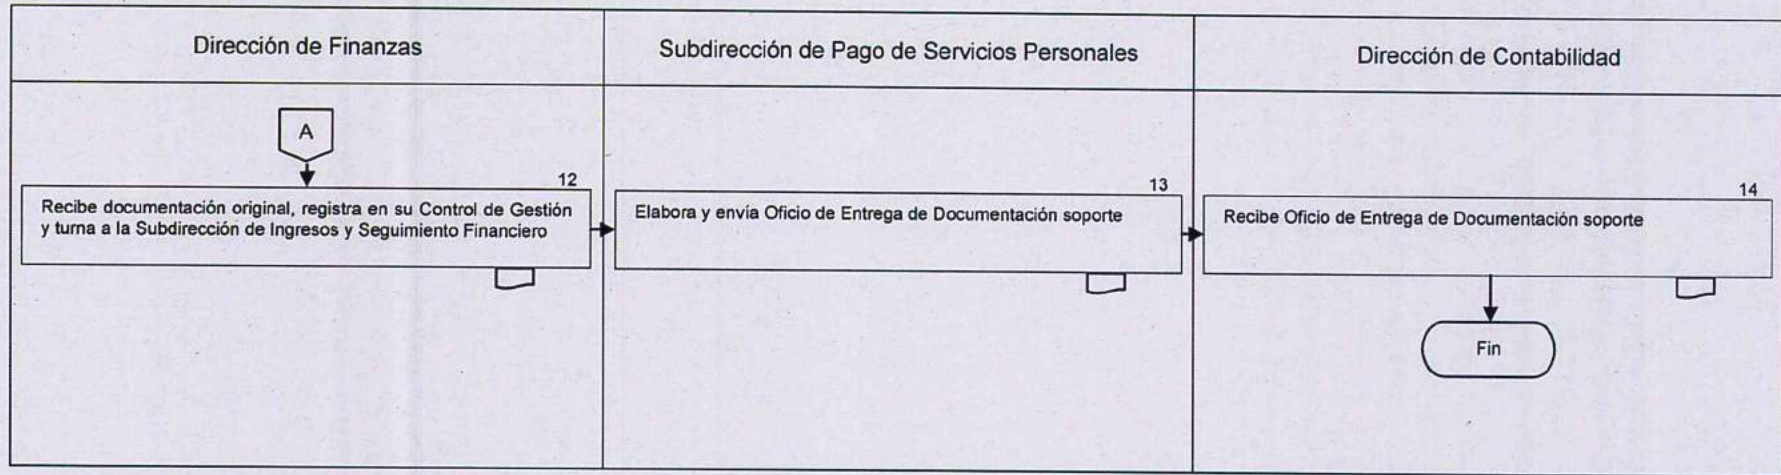 Dirección de Finanzas
Subdirección de Pago de Servicios Personales
Dirección de Contabilidad
A
12
Recibe documentación original, registra en su Control de Gestión
y turna a la Subdirección de Ingresos y Seguimiento Financiero
13
Elabora y envía Oficio de Entrega de Documentación soporte
14
Recibe Oficio de Entrega de Documentación soporte
Fin